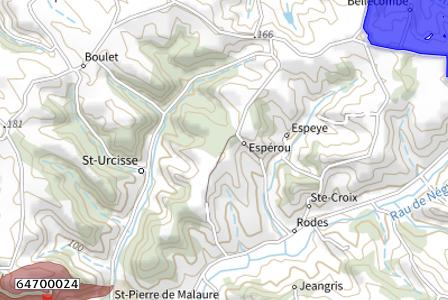 Bellecombe
166
Boulet
181
Espeye
Espérou
St-Urcisse
Ste-Croix
Rau de Nég
Rodes
100
64700024
Jeangris
St-Pierre de Malaure